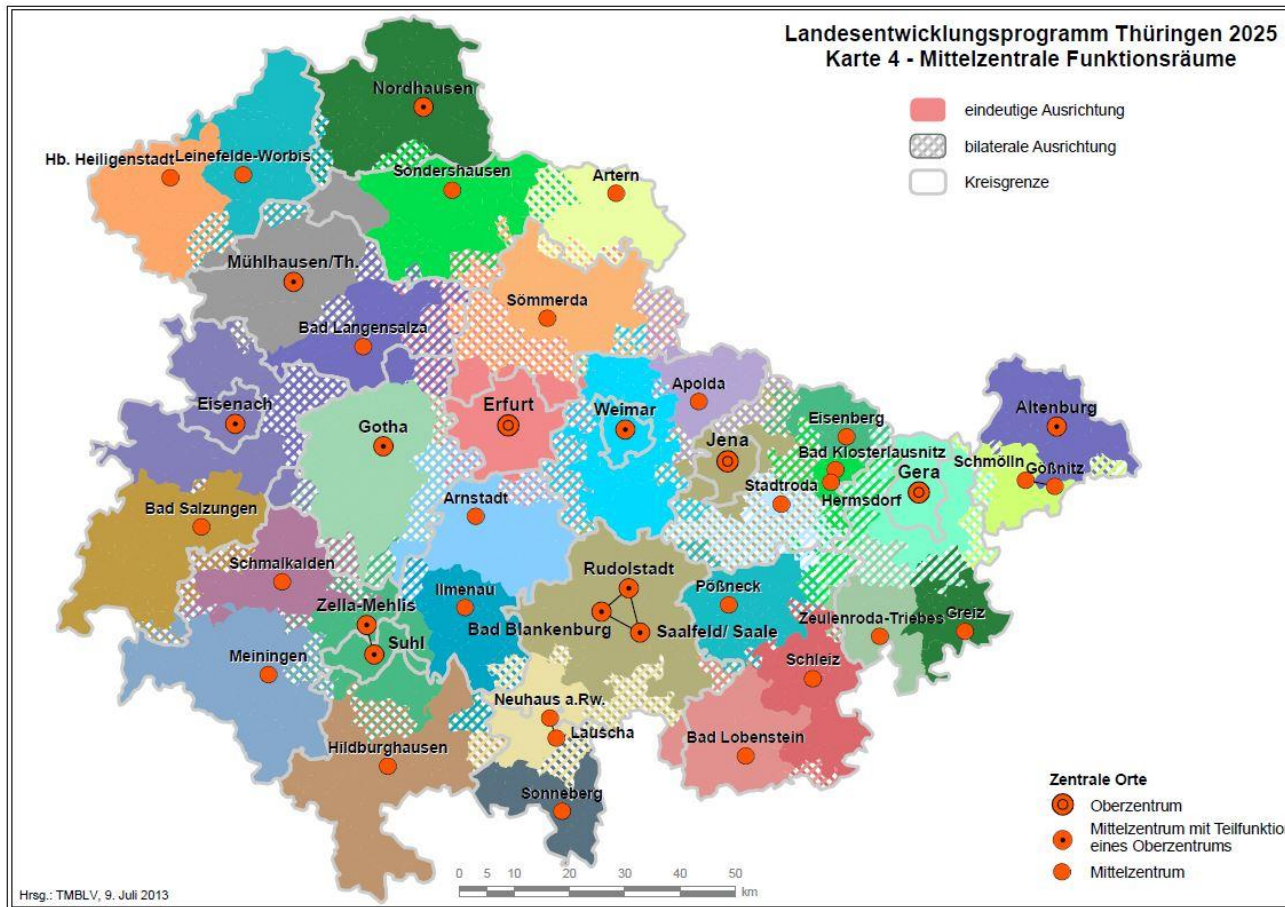 Landesentwicklungsprogramm Thüringen 2025
Karte 4 - Mittelzentrale Funktionsräume
eindeutige Ausrichtung
bilaterale Ausrichtung
Kreisgrenze
Nordhausen
Hb. Heiligenstadt
Leinefelde-Worbis
Sondershausen
Artern
Mühlhausen/Th.
Sömmerda
Bad Langensalza
Apolda
Eisenach
Gotha
Erfurt
Weimar
Jena
Eisenberg
Bad Klosterlausnitz
Altenburg
Gera
Schmölln
Gößnitz
Stadtroda
Hermsdorf
Bad Salzungen
Arnstadt
Schmalkalden
Rudolstadt
Pößneck
Zella-Mehlis
Ilmenau
Bad Blankenburg
Saalfeld/ Saale
Zeulenroda-Triebes
Greiz
Suhl
Meiningen
Schleiz
Neuhaus a.Rw.
Lauscha
Bad Lobenstein
Hildburghausen
Sonneberg
Zentrale Orte
Oberzentrum
Mittelzentrum mit Teilfunktion
eines Oberzentrums
Mittelzentrum
0 5 10 20 30 40 50
km
Hrsg.: TMBLV, 9. Juli 2013